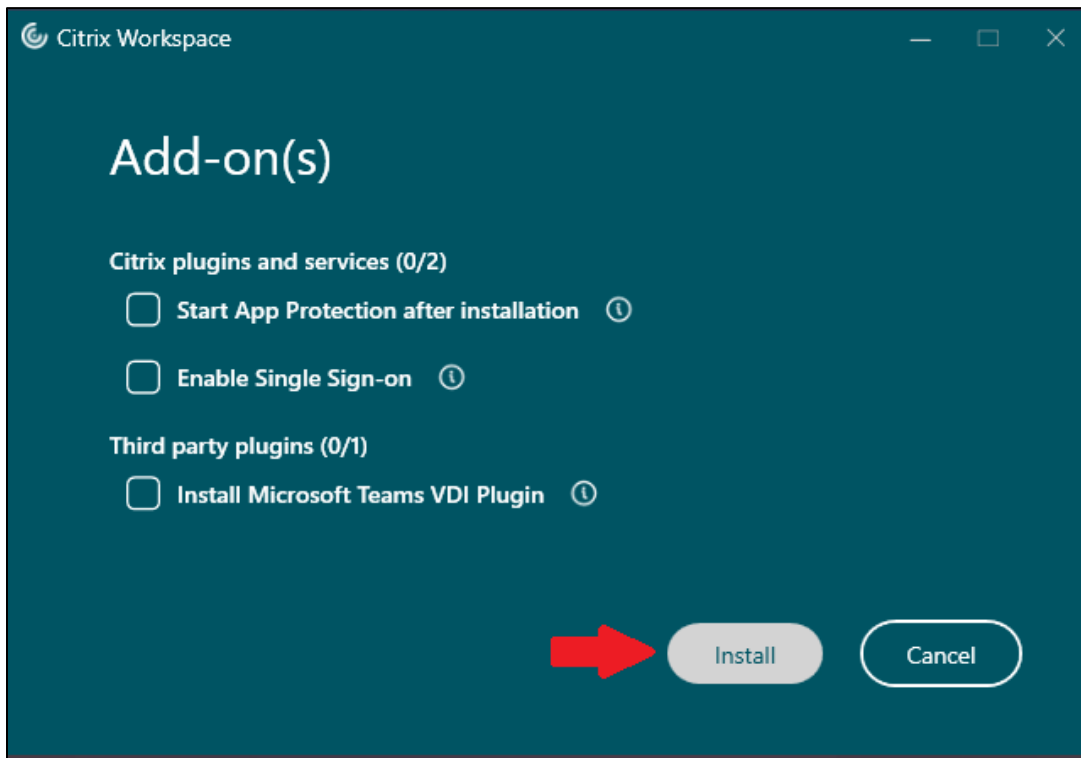 Citrix Workspace
Add-on(s)
Citrix plugins and services (0/2)
Start App Protection after installation
Enable Single Sign-on
Third party plugins (0/1)
Install Microsoft Teams VDI Plugin
Install
Cancel